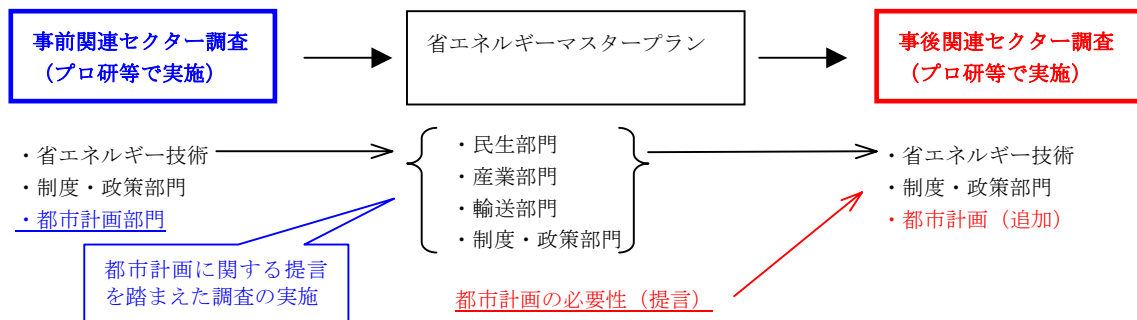 事前関連セクター調査
（プロ研等で実施）
省エネルギーマスタープラン
事後関連セクター調査
（プロ研等で実施）
・省エネルギー技術
・制度・政策部門
・都市計画部門
都市計画に関する提言
を踏まえた調査の実施
・民生部門
・産業部門
・輸送部門
・制度・政策部門
都市計画の必要性（提言）
・省エネルギー技術
・制度・政策部門
・都市計画（追加）